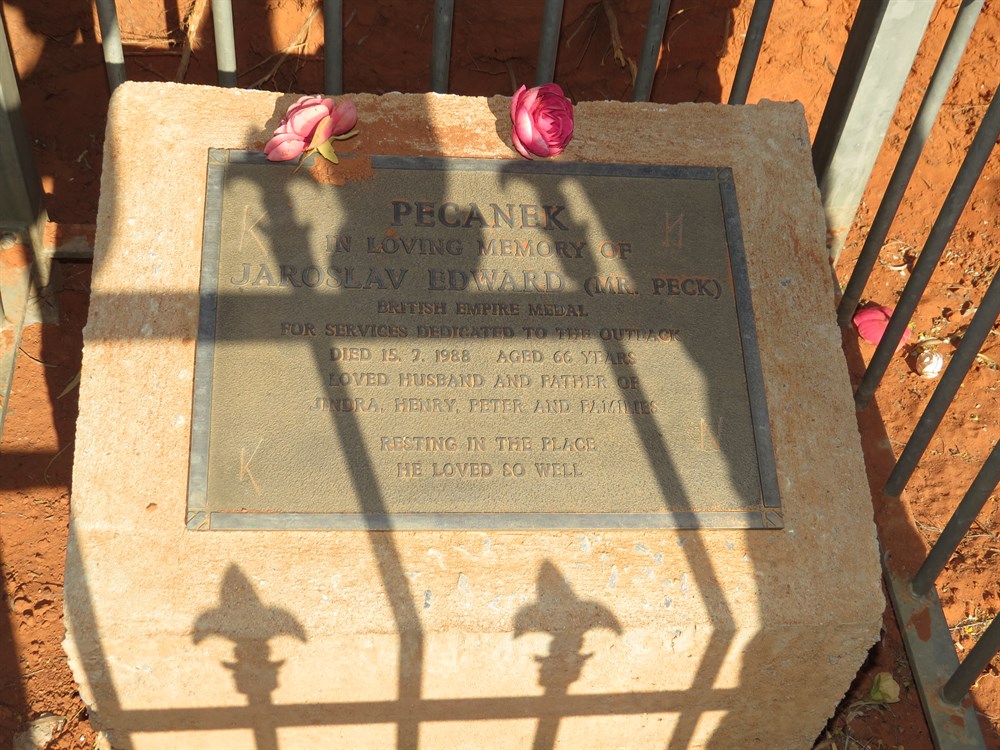 PECANEK
IN LOVING MEMORY OF
JAROSLAV EDWARD (MR. PECK)
BRITISH EMPIRE MEDAL
FOR SERVICES DEDICATED TO THE OUTBACK
DIED 15. 7. 1988 AGED 66 YEARS
LOVED HUSBAND AND FATHER OF
JINDRA, HENRY, PETER AND FAMILIES
RESTING IN THE PLACE
HE LOVED SO WELL